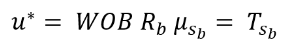 u* = WOB R_b μ_{s_b} = T_{s_b}